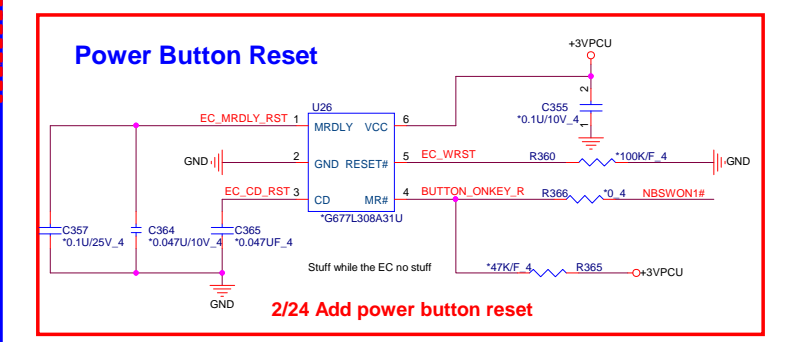 Power Button Reset
+3VPCU
U26
C355
*0.1U/10V_4
2
1
EC_MRDLY_RST 1 MRDLY VCC 6
GND 2 GND RESET# 5 EC_WRST R360 *100K/F_4 GND
EC_CD_RST 3 CD MR# 4 BUTTON_ONKEY_R R366 *0_4 NBSWON1#
*G677L308A31U
C357 C364 C365
*0.1U/25V_4 *0.047U/10V_4 *0.047UF_4
Stuff while the EC no stuff
*47K/F_4 R365 +3VPCU
GND
2/24 Add power button reset